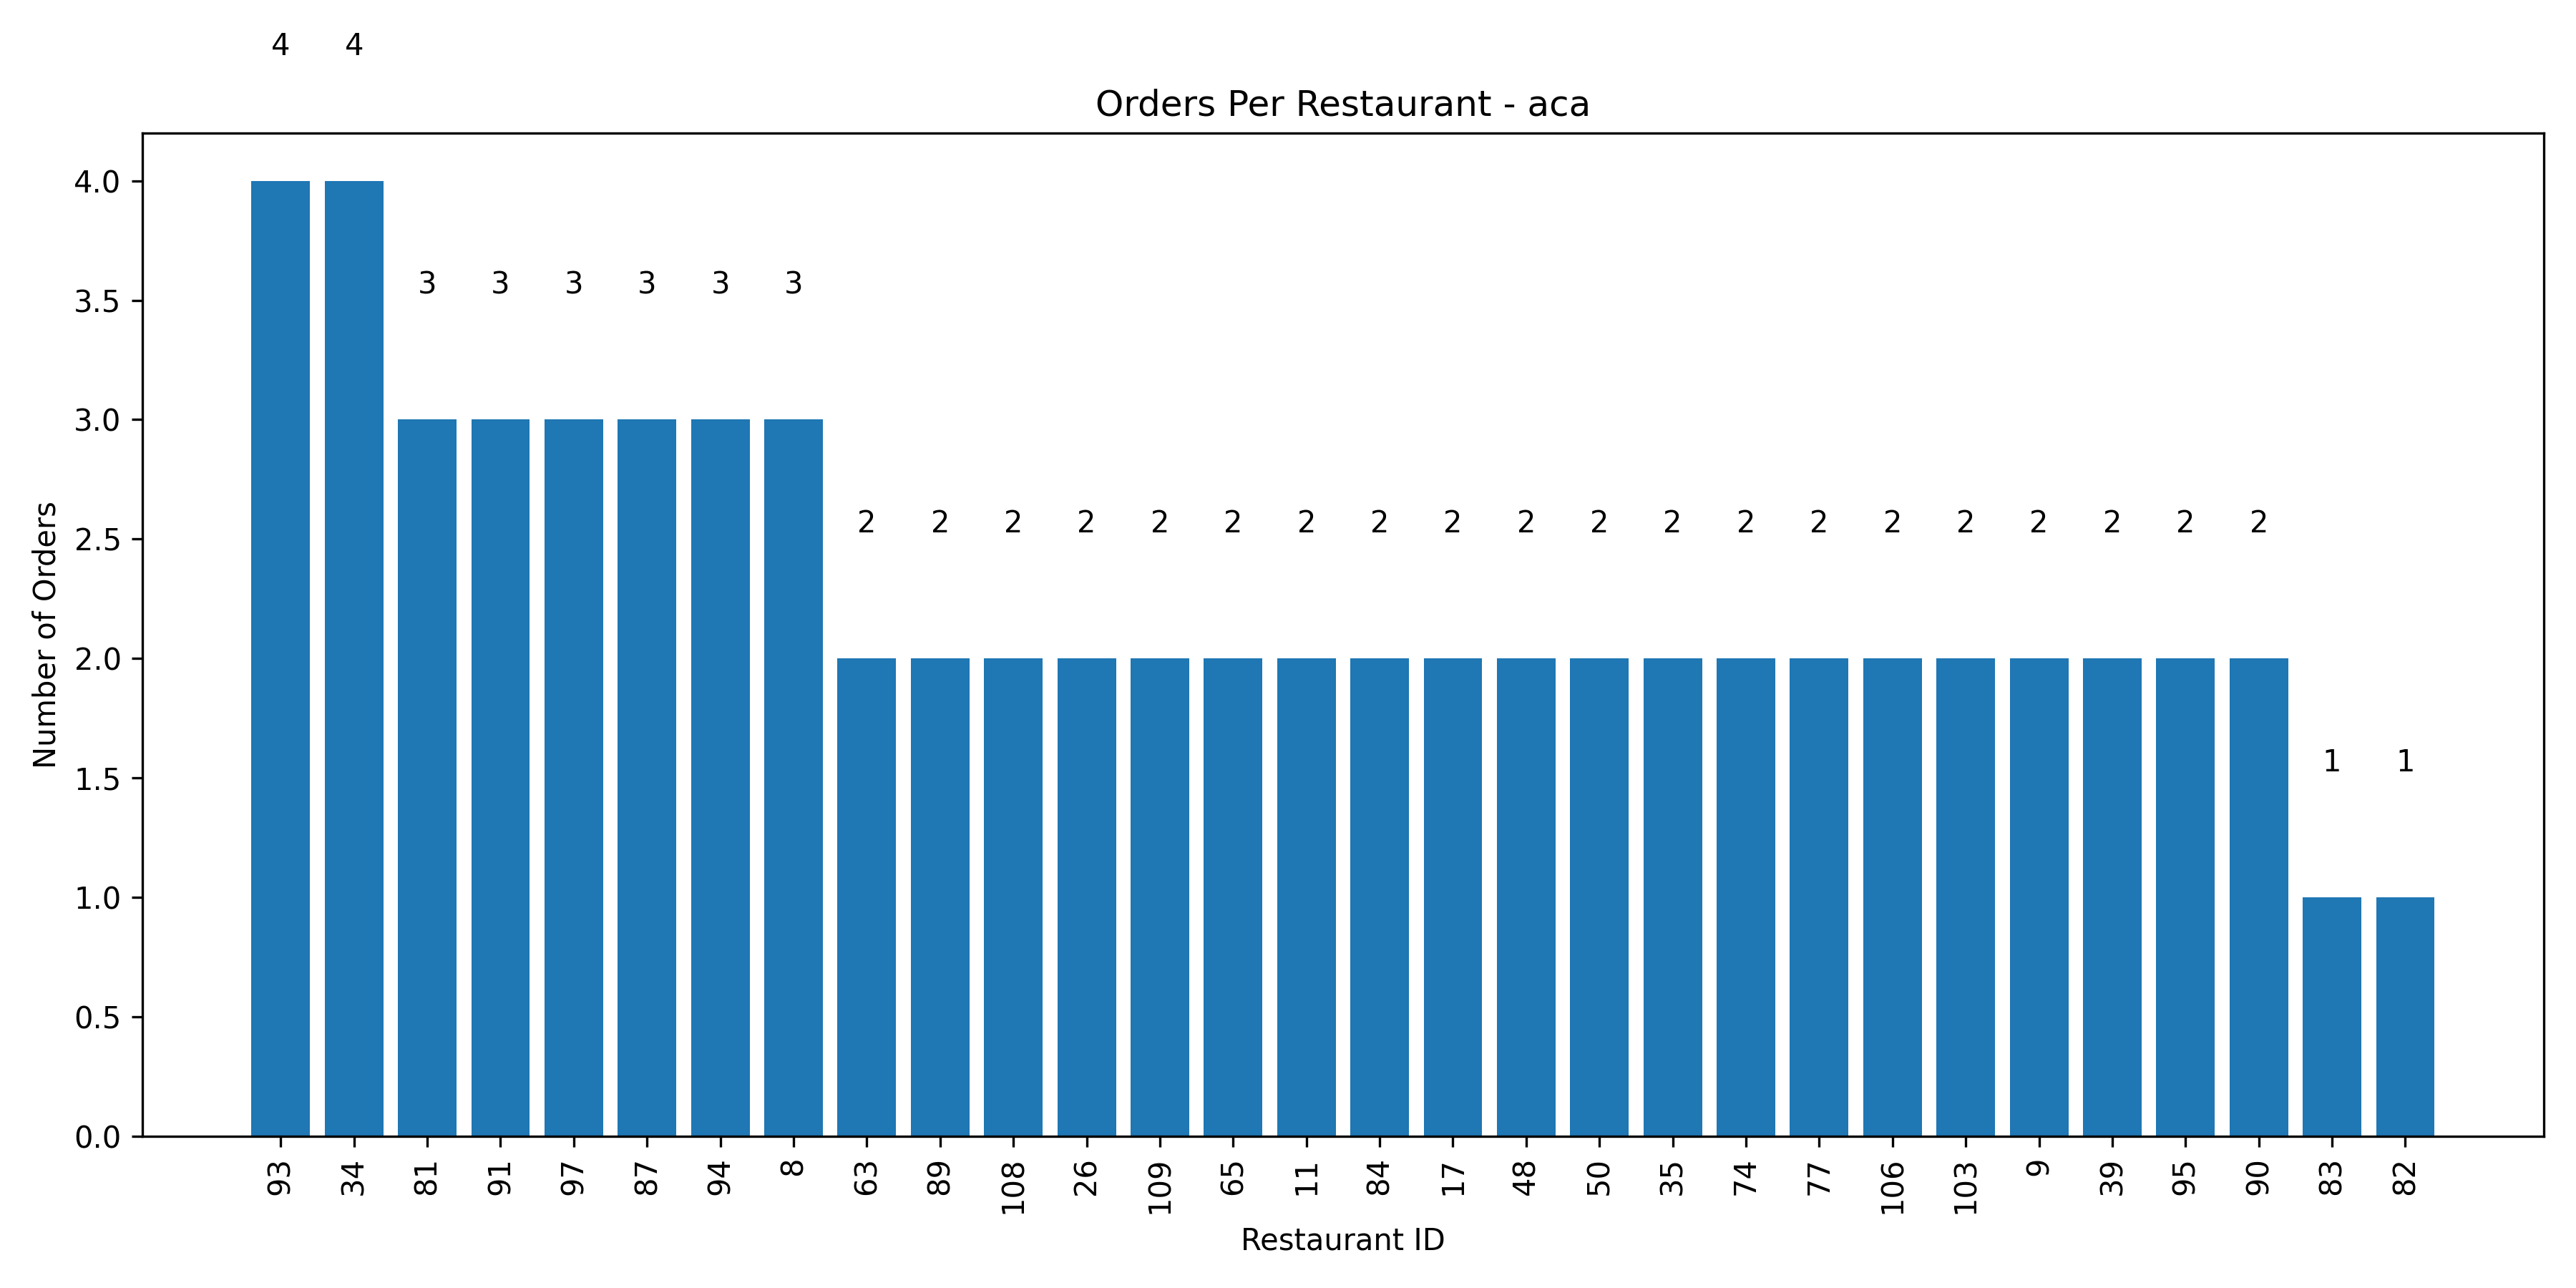 4 4
Orders Per Restaurant - aca
4.0
3 3 3 3 3 3
3.5
3.0
2 2 2 2 2 2 2 2 2 2 2 2 2 2 2 2 2 2 2 2
2.5
Number of Orders
2.0
1 1
1.5
1.0
0.5
0.0
93 34 81 91 97 87 94 8 63 89 108 26 109 65 11 84 17 48 50 35 74 77 106 103 9 39 95 90 83 82
Restaurant ID